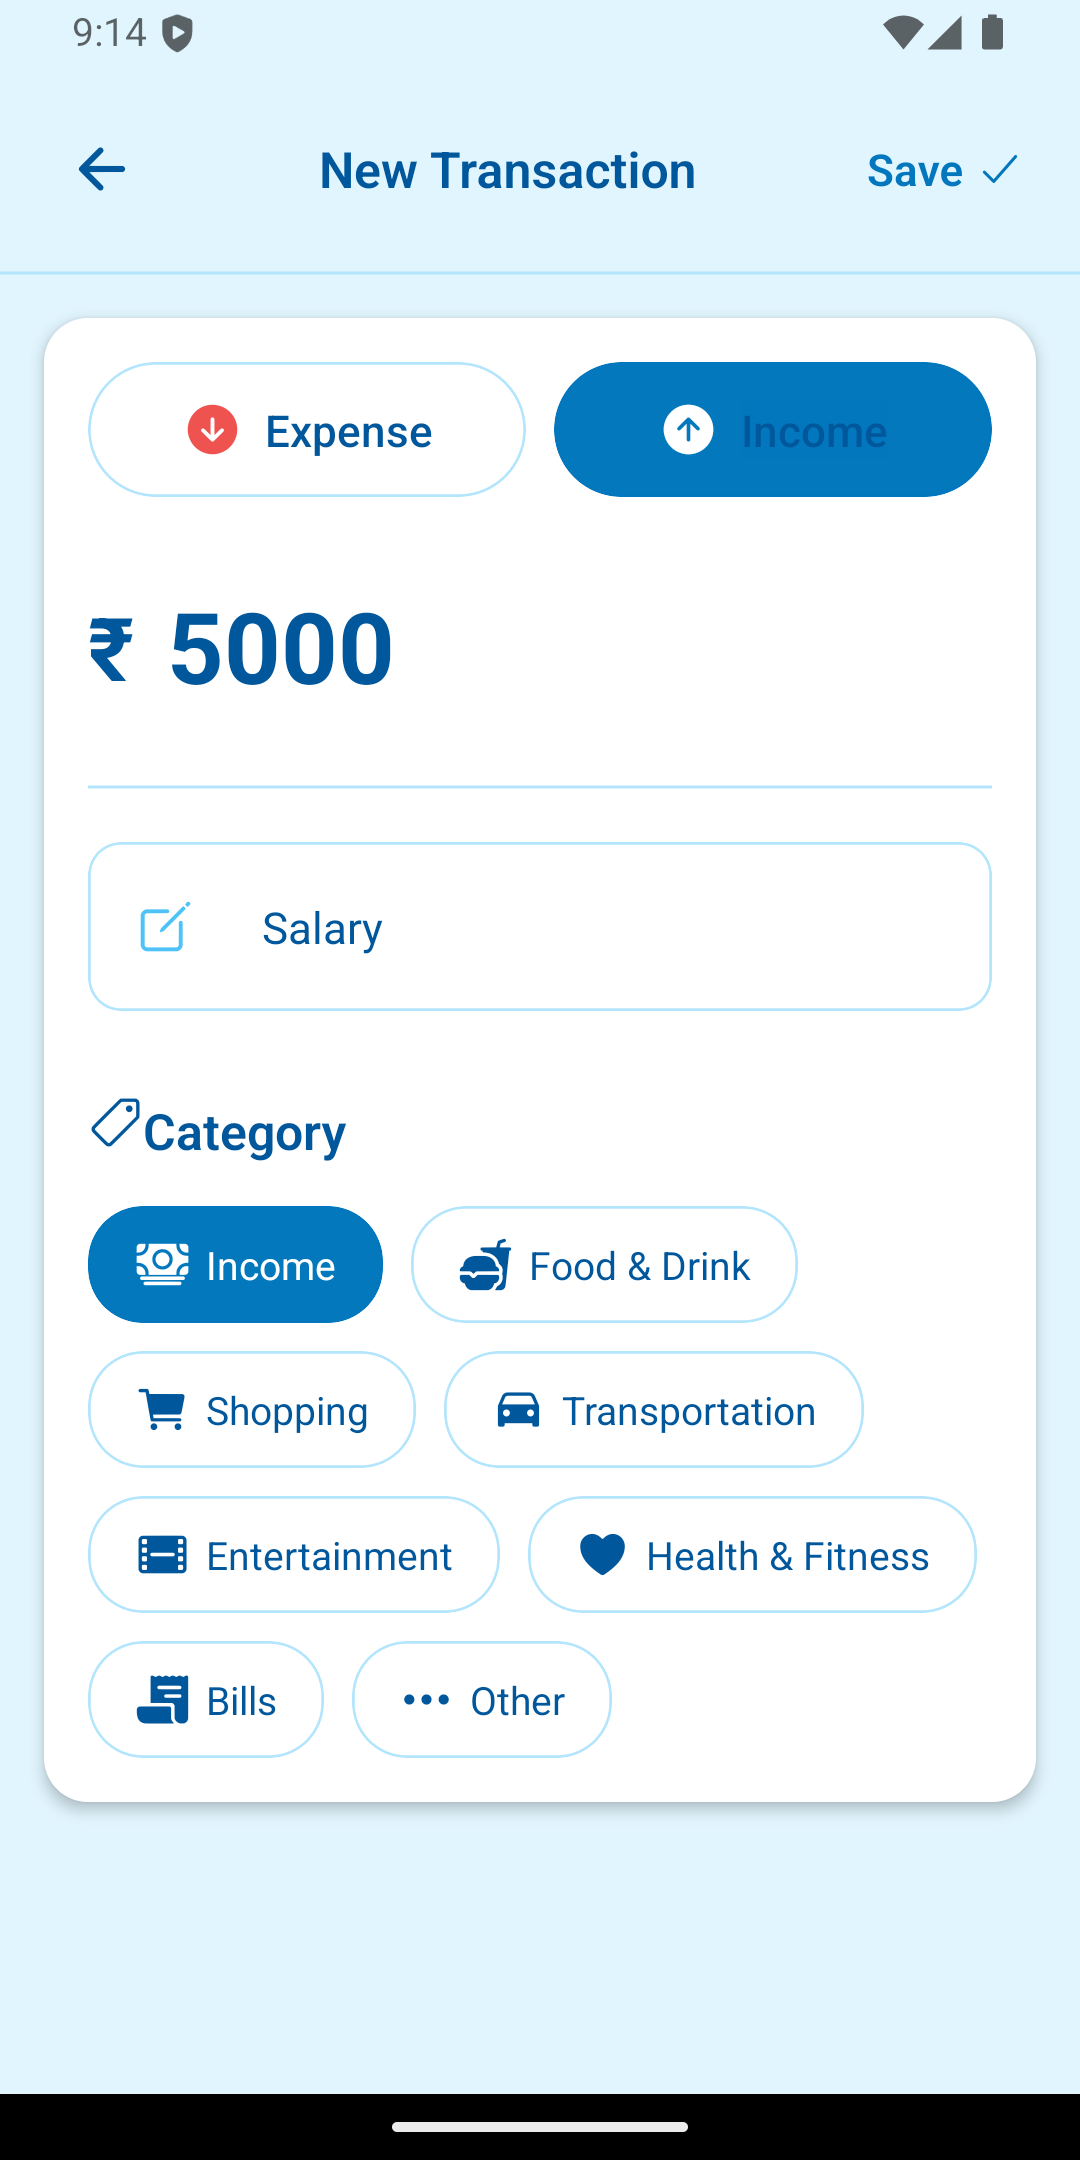 9:14
New Transaction
Save
Expense
Income
₹ 5000
Salary
Category
Income
Food & Drink
Shopping
Transportation
Entertainment
Health & Fitness
Bills
Other